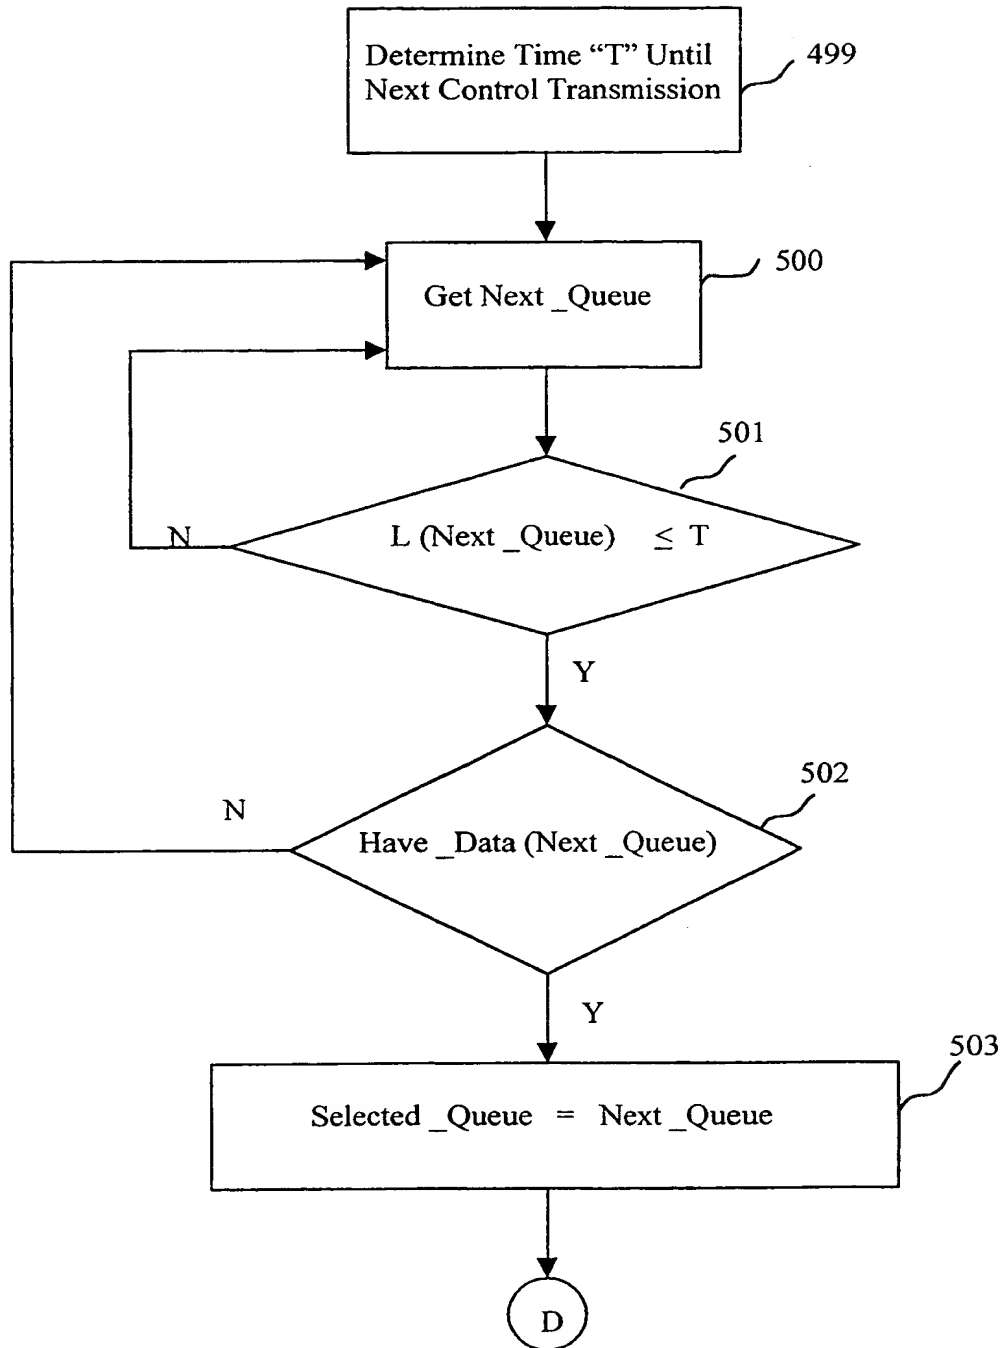 Determine Time “T” Until
Next Control Transmission
499
500
Get Next _Queue
501
L (Next _Queue) ≤ T
N
Y
502
N
Have _Data (Next _Queue)
Y
503
Selected _Queue = Next _Queue
D